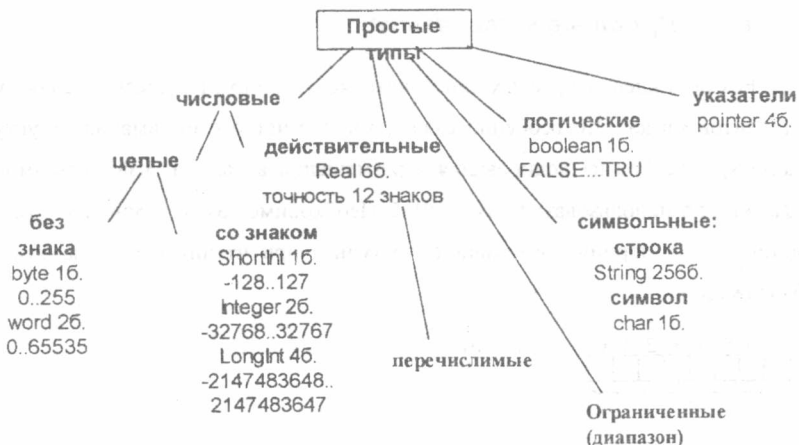 Простые
типы
числовые
целые
без
знака
byte 1б.
0..255
word 2б.
0..65535
со знаком
ShortInt 1б.
-128..127
Integer 2б.
-32768..32767
LongInt 4б.
-2147483648..
2147483647
действительные
Real 6б.
точность 12 знаков
перечислимые
Ограниченные
(диапазон)
логические
boolean 1б.
FALSE...TRU
символьные:
строка
String 256б.
символ
char 1б.
указатели
pointer 4б.